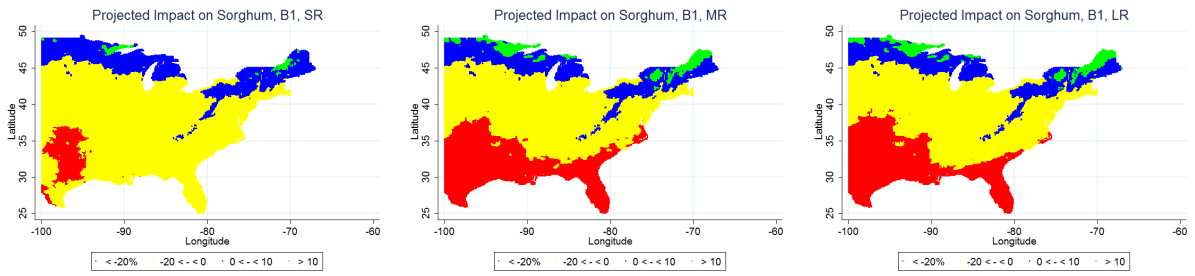 Projected Impact on Sorghum, B1, SR
Latitude
50
45
40
35
30
25
-100 -90 -80 -70 -60
Longitude
< -20% -20 < - < 0 0 < - < 10 > 10
Projected Impact on Sorghum, B1, MR
Latitude
50
45
40
35
30
25
-100 -90 -80 -70 -60
Longitude
< -20% -20 < - < 0 0 < - < 10 > 10
Projected Impact on Sorghum, B1, LR
Latitude
50
45
40
35
30
25
-100 -90 -80 -70 -60
Longitude
< -20% -20 < - < 0 0 < - < 10 > 10